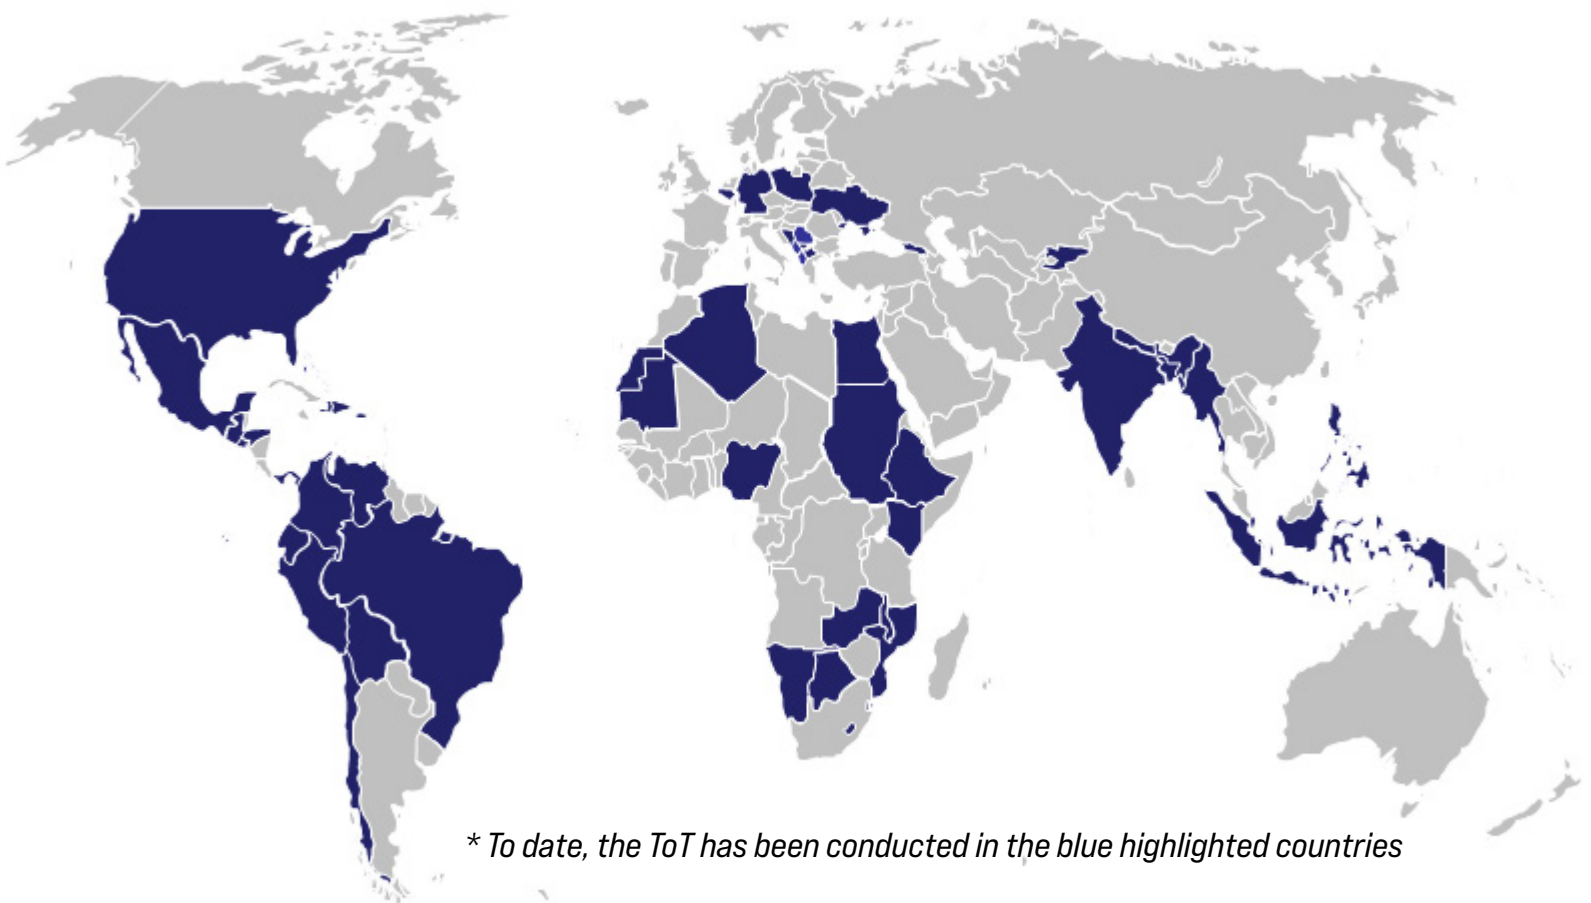 * To date, the ToT has been conducted in the blue highlighted countries